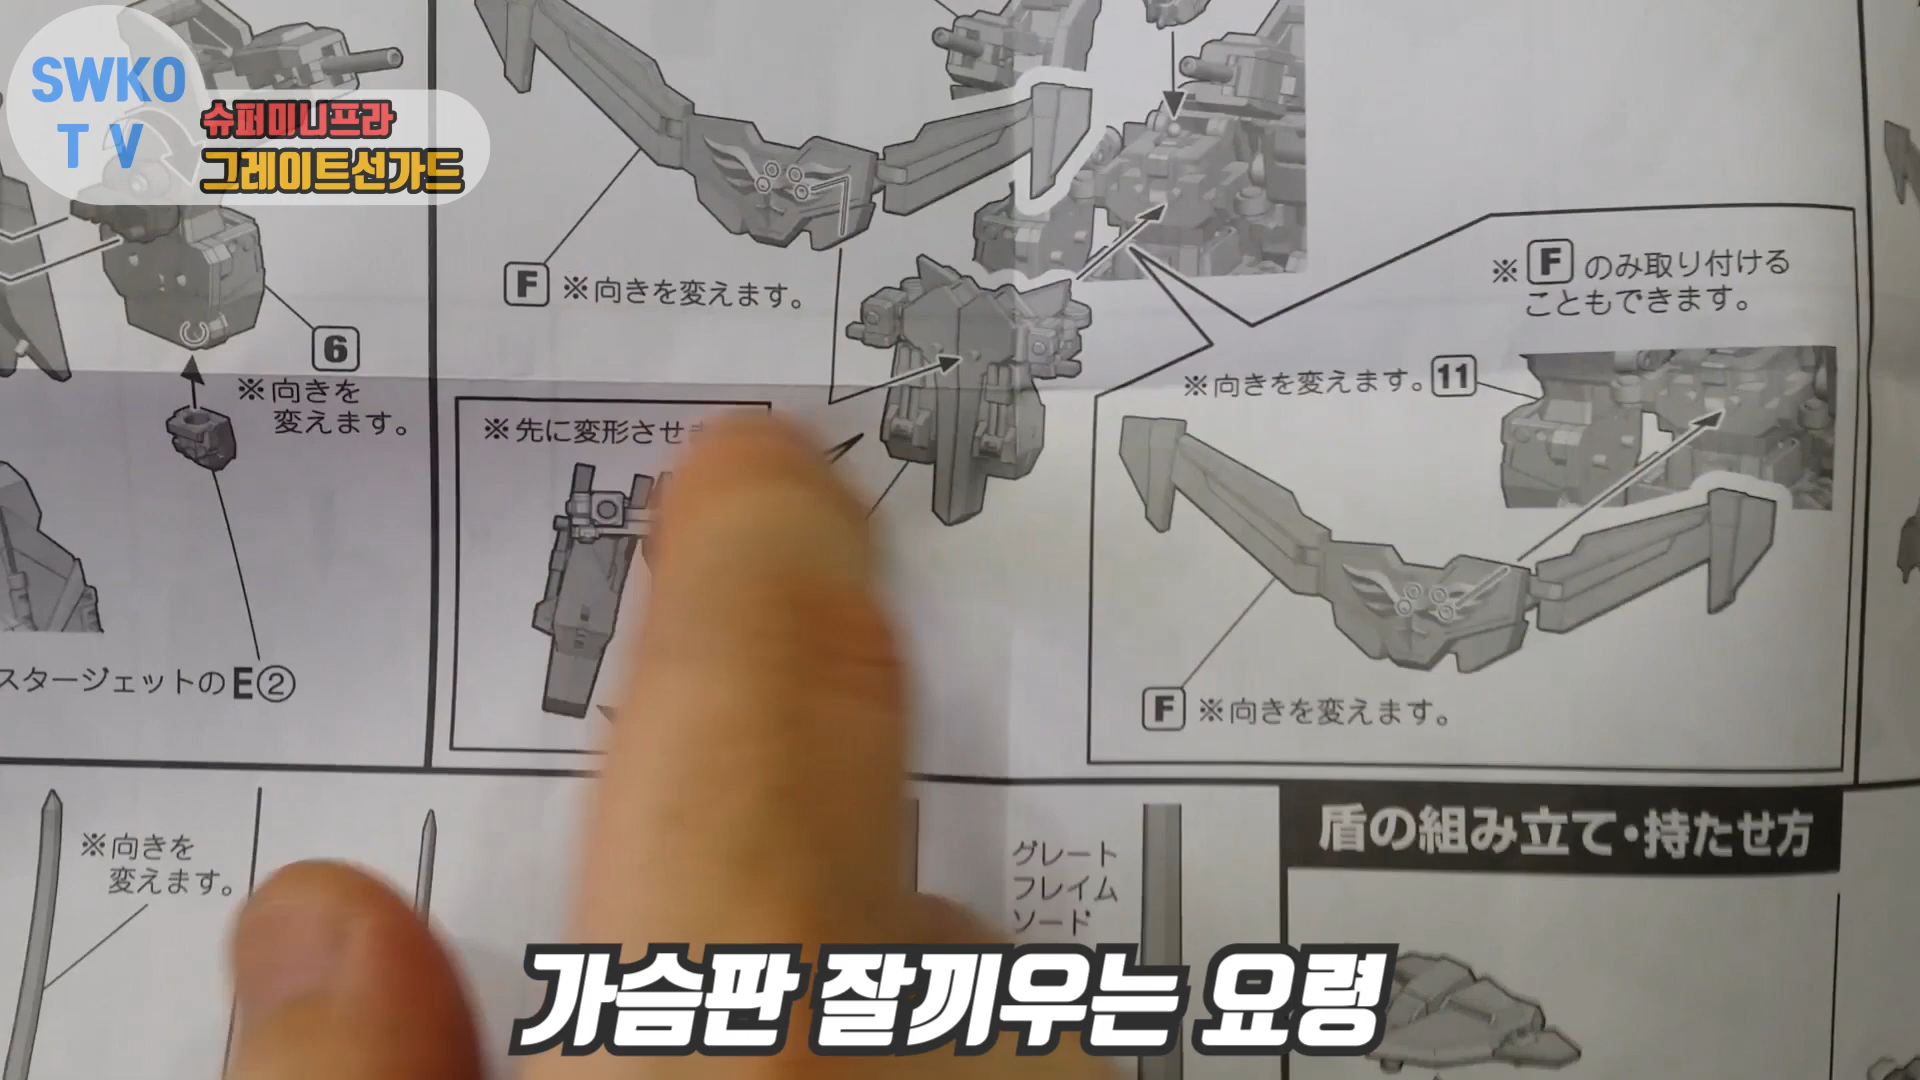 SWKO
TV
슈퍼미니프라
그레이트선가드
F ※向きを変えます。
※ F のみ取り付ける
こともできます。
6
※向きを
変えます。
※向きを変えます。 11
※先に変形させ
スタージェットのE②
F ※向きを変えます。
※向きを
変えます。
グレート
フレイム
ソード
盾の組み立て・持たせ方
가슴판 잘끼우는 요령